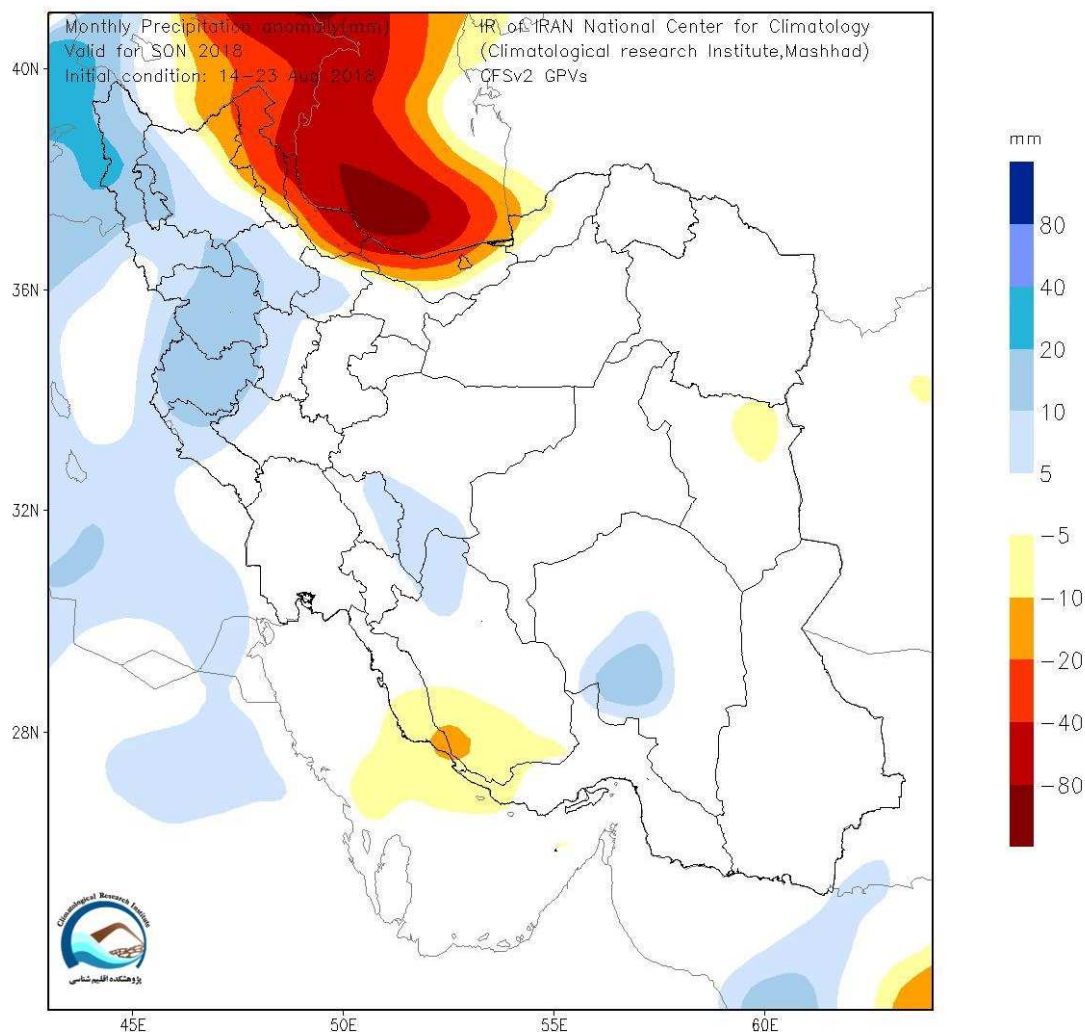 Monthly Precipitation anomaly(mm)
Valid for SON 2018
Initial condition: 14-23 Aug 2018
IR of IRAN National Center for Climatology
(Climatological research Institute,Mashhad)
CFSv2 GPVs
40N
36N
32N
28N
45E
50E
55E
60E
mm
80
40
20
10
5
-5
-10
-20
-40
-80
Climatological Research Institute
پژوهشکده اقلیم شناسی